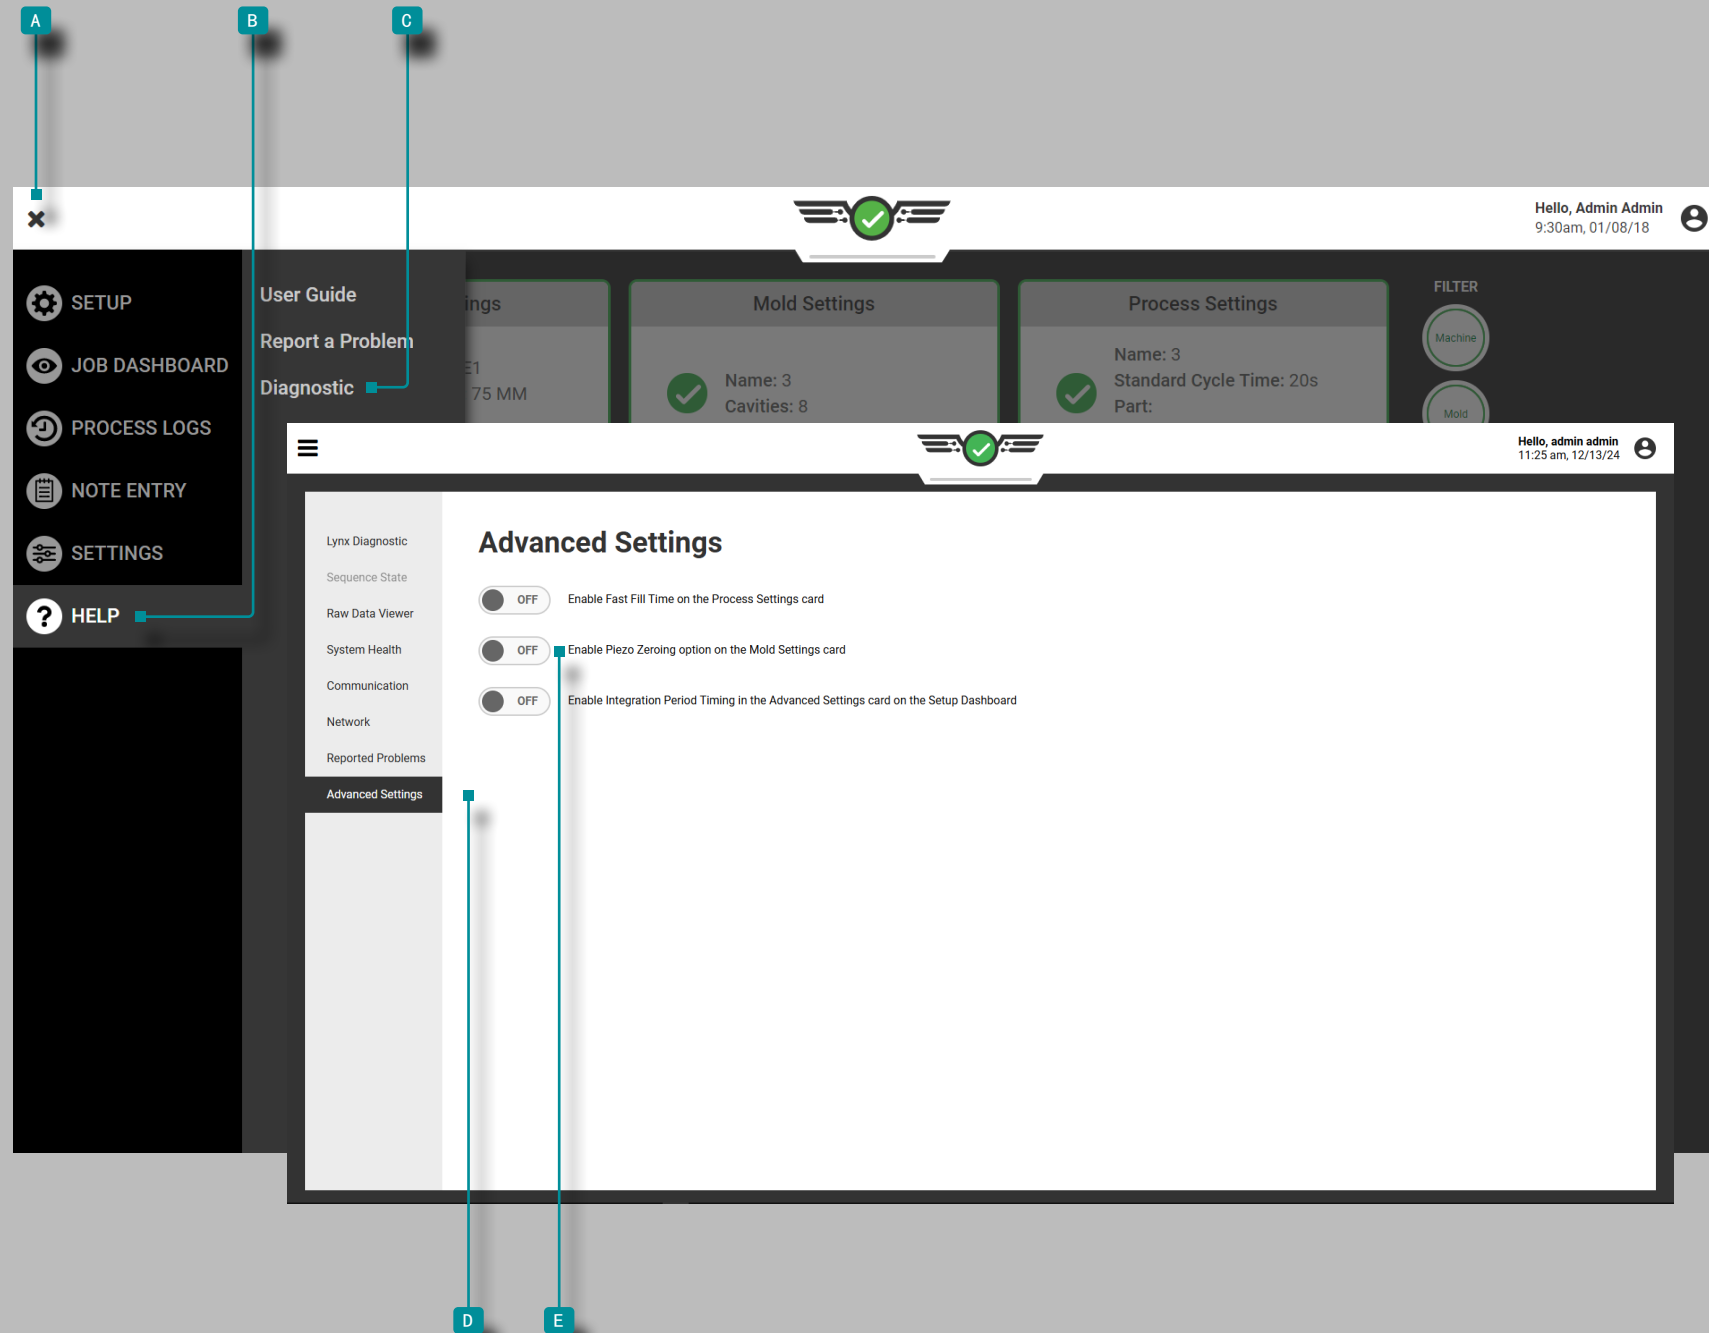 A
B
C
Hello, Admin Admin
9:30am, 01/08/18
SETUP
JOB DASHBOARD
PROCESS LOGS
NOTE ENTRY
SETTINGS
HELP
User Guide
Report a Problem
Diagnostic
ings
E1
75 MM
Mold Settings
Name: 3
Cavities: 8
Process Settings
Name: 3
Standard Cycle Time: 20s
Part:
FILTER
Machine
Mold
Hello, admin admin
11:25 am, 12/13/24
Lynx Diagnostic
Sequence State
Raw Data Viewer
System Health
Communication
Network
Reported Problems
Advanced Settings
Advanced Settings
OFF Enable Fast Fill Time on the Process Settings card
OFF Enable Piezo Zeroing option on the Mold Settings card
OFF Enable Integration Period Timing in the Advanced Settings card on the Setup Dashboard
D
E